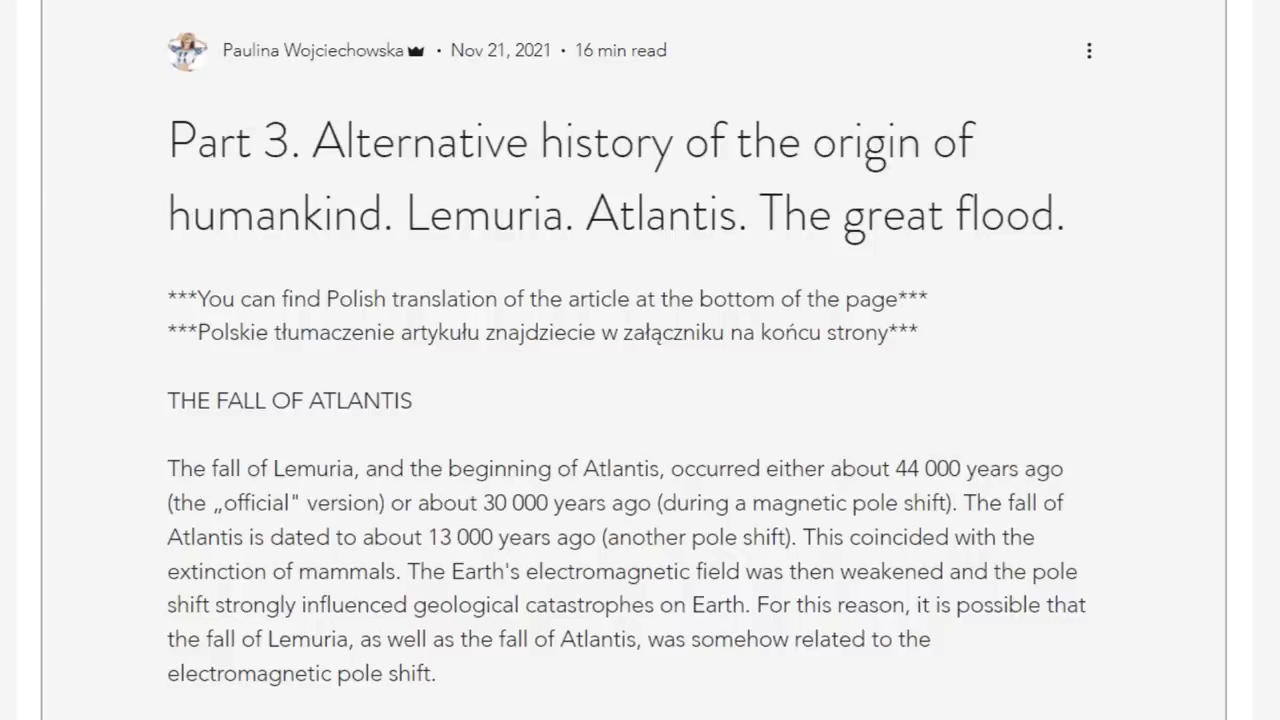 Paulina Wojciechowska • Nov 21, 2021 • 16 min read
Part 3. Alternative history of the origin of
humankind. Lemuria. Atlantis. The great flood.
***You can find Polish translation of the article at the bottom of the page***
***Polskie tłumaczenie artykułu znajdziecie w załączniku na końcu strony***
THE FALL OF ATLANTIS
The fall of Lemuria, and the beginning of Atlantis, occurred either about 44 000 years ago
(the „official" version) or about 30 000 years ago (during a magnetic pole shift). The fall of
Atlantis is dated to about 13 000 years ago (another pole shift). This coincided with the
extinction of mammals. The Earth's electromagnetic field was then weakened and the pole
shift strongly influenced geological catastrophes on Earth. For this reason, it is possible that
the fall of Lemuria, as well as the fall of Atlantis, was somehow related to the
electromagnetic pole shift.